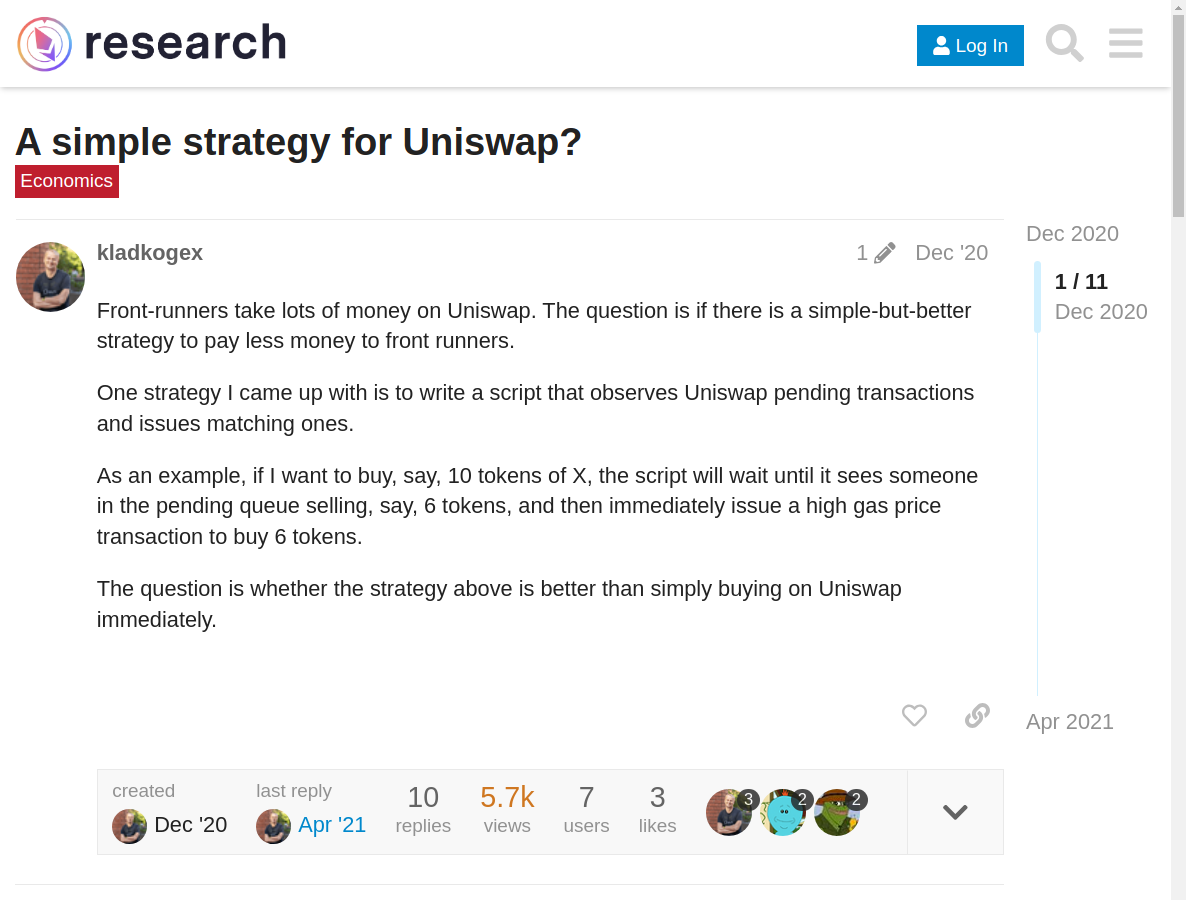 research
Log In
A simple strategy for Uniswap?
Economics
kladkogex
1
Dec '20
Front-runners take lots of money on Uniswap. The question is if there is a simple-but-better
strategy to pay less money to front runners.
One strategy I came up with is to write a script that observes Uniswap pending transactions
and issues matching ones.
As an example, if I want to buy, say, 10 tokens of X, the script will wait until it sees someone
in the pending queue selling, say, 6 tokens, and then immediately issue a high gas price
transaction to buy 6 tokens.
The question is whether the strategy above is better than simply buying on Uniswap
immediately.
Dec 2020
1 / 11
Dec 2020
Apr 2021
created
Dec '20
last reply
Apr '21
10
replies
5.7k
views
7
users
3
likes
3
2
2